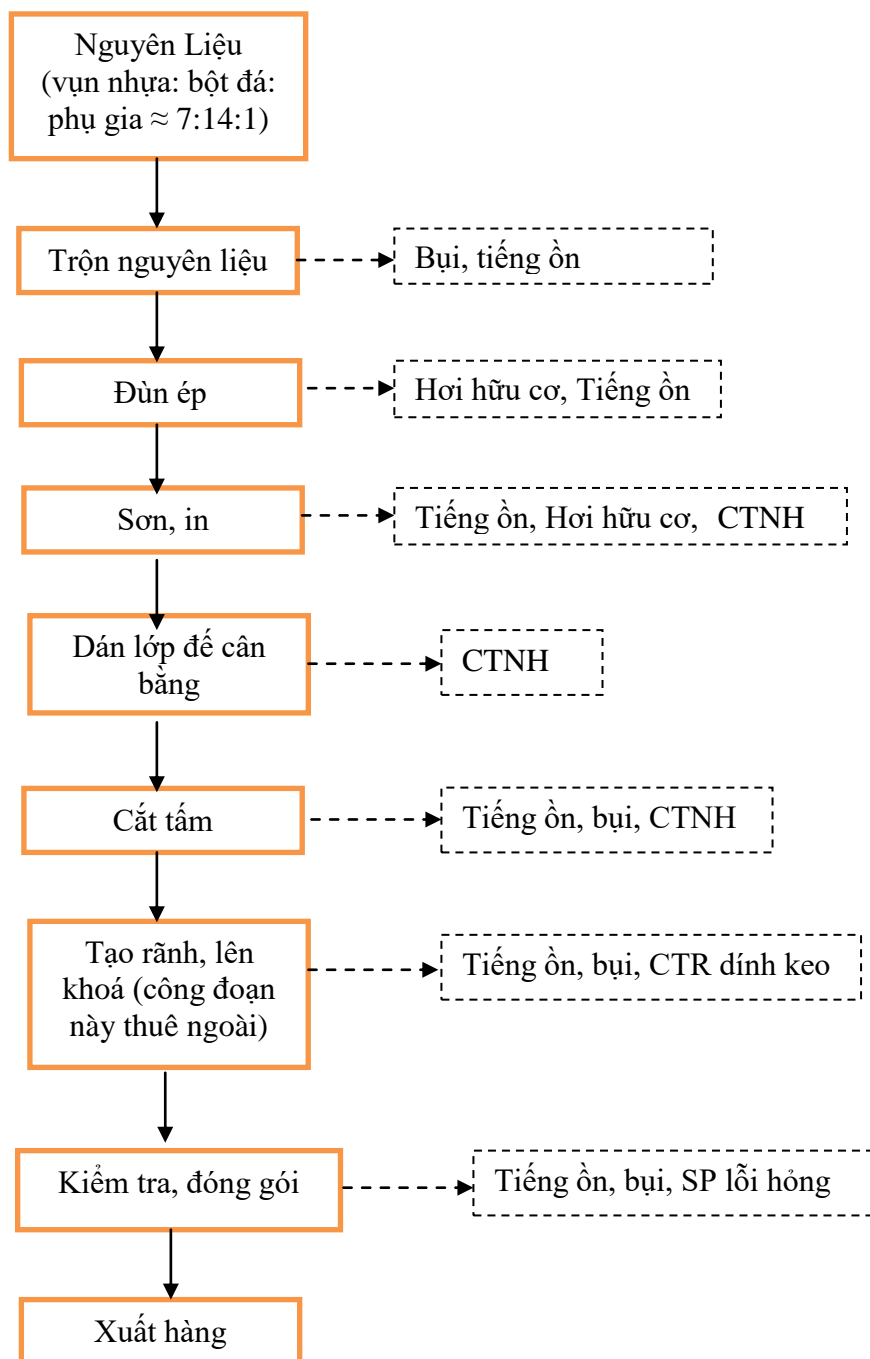 Nguyên Liệu
(vụn nhựa: bột đá:
phụ gia ≈ 7:14:1)
Trộn nguyên liệu
Bụi, tiếng ồn
Đùn ép
Hơi hữu cơ, Tiếng ồn
Sơn, in
Tiếng ồn, Hơi hữu cơ, CTNH
Dán lớp đế cân
bằng
CTNH
Cắt tấm
Tiếng ồn, bụi, CTNH
Tạo rãnh, lên
khoá (công đoạn
này thuê ngoài)
Tiếng ồn, bụi, CTR dính keo
Kiểm tra, đóng gói
Tiếng ồn, bụi, SP lỗi hỏng
Xuất hàng